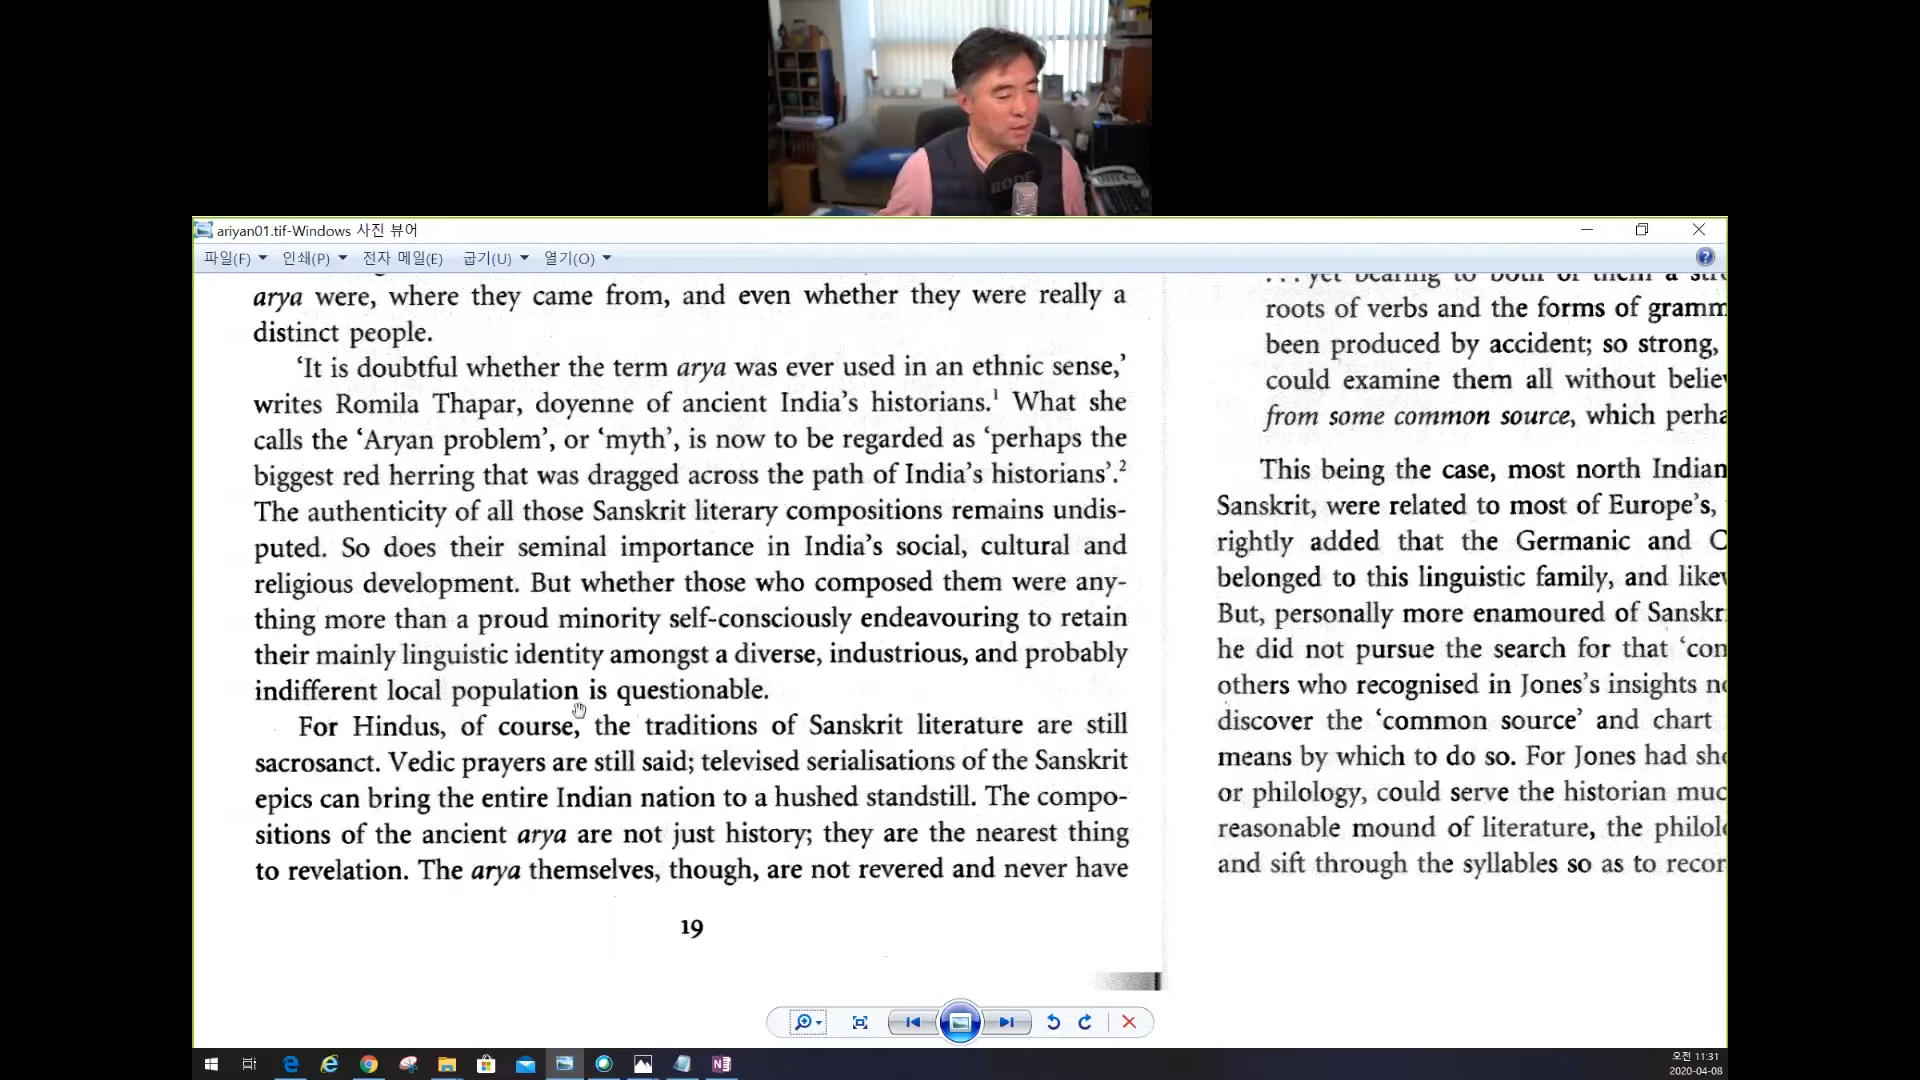 RODE
ariyan01.tif-Windows 사진 뷰어
파일(F) 인쇄(P) 전자 메일(E) 굽기(U) 열기(O)
arya were, where they came from, and even whether they were really a
distinct people.
‘It is doubtful whether the term arya was ever used in an ethnic sense,’
writes Romila Thapar, doyenne of ancient India’s historians.¹ What she
calls the ‘Aryan problem’, or ‘myth’, is now to be regarded as ‘perhaps the
biggest red herring that was dragged across the path of India’s historians’.²
The authenticity of all those Sanskrit literary compositions remains undis-
puted. So does their seminal importance in India’s social, cultural and
religious development. But whether those who composed them were any-
thing more than a proud minority self-consciously endeavouring to retain
their mainly linguistic identity amongst a diverse, industrious, and probably
indifferent local population is questionable.
For Hindus, of course, the traditions of Sanskrit literature are still
sacrosanct. Vedic prayers are still said; televised serialisations of the Sanskrit
epics can bring the entire Indian nation to a hushed standstill. The compo-
sitions of the ancient arya are not just history; they are the nearest thing
to revelation. The arya themselves, though, are not revered and never have
19
...yet bearing to both of them a
roots of verbs and the forms of gramm
been produced by accident; so strong,
could examine them all without belie
from some common source, which perha
This being the case, most north Indian
Sanskrit, were related to most of Europe’s,
rightly added that the Germanic and C
belonged to this linguistic family, and like
But, personally more enamoured of Sanskr
he did not pursue the search for that ‘con
others who recognised in Jones’s insights n
discover the ‘common source’ and chart
means by which to do so. For Jones had sh
or philology, could serve the historian muc
reasonable mound of literature, the philol
and sift through the syllables so as to recor
오전 11:31
2020-04-08